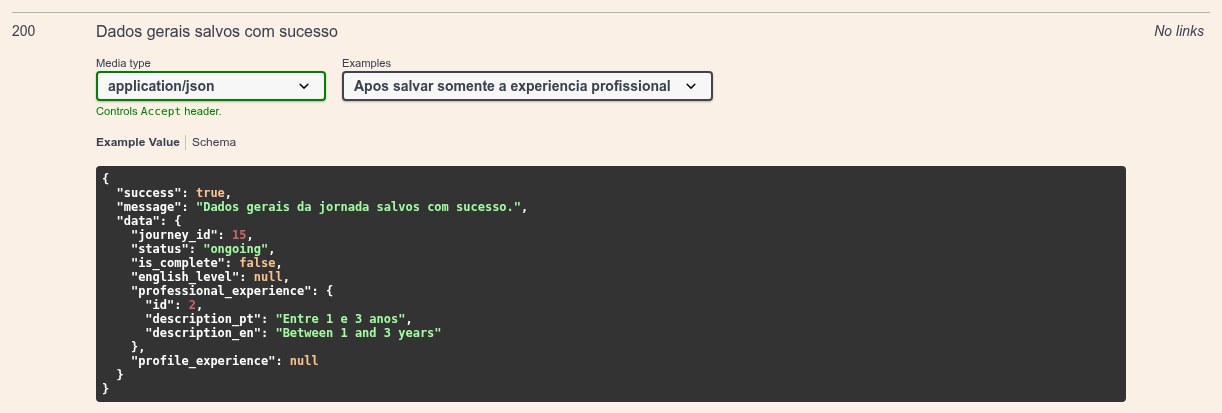 200 Dados gerais salvos com sucesso No links
Media type Examples
application/json Apos salvar somente a experiencia profissional
Controls Accept header.
Example Value Schema
{
  "success": true,
  "message": "Dados gerais da jornada salvos com sucesso.",
  "data": {
    "journey_id": 15,
    "status": "ongoing",
    "is_complete": false,
    "english_level": null,
    "professional_experience": {
      "id": 2,
      "description_pt": "Entre 1 e 3 anos",
      "description_en": "Between 1 and 3 years"
    },
    "profile_experience": null
  }
}